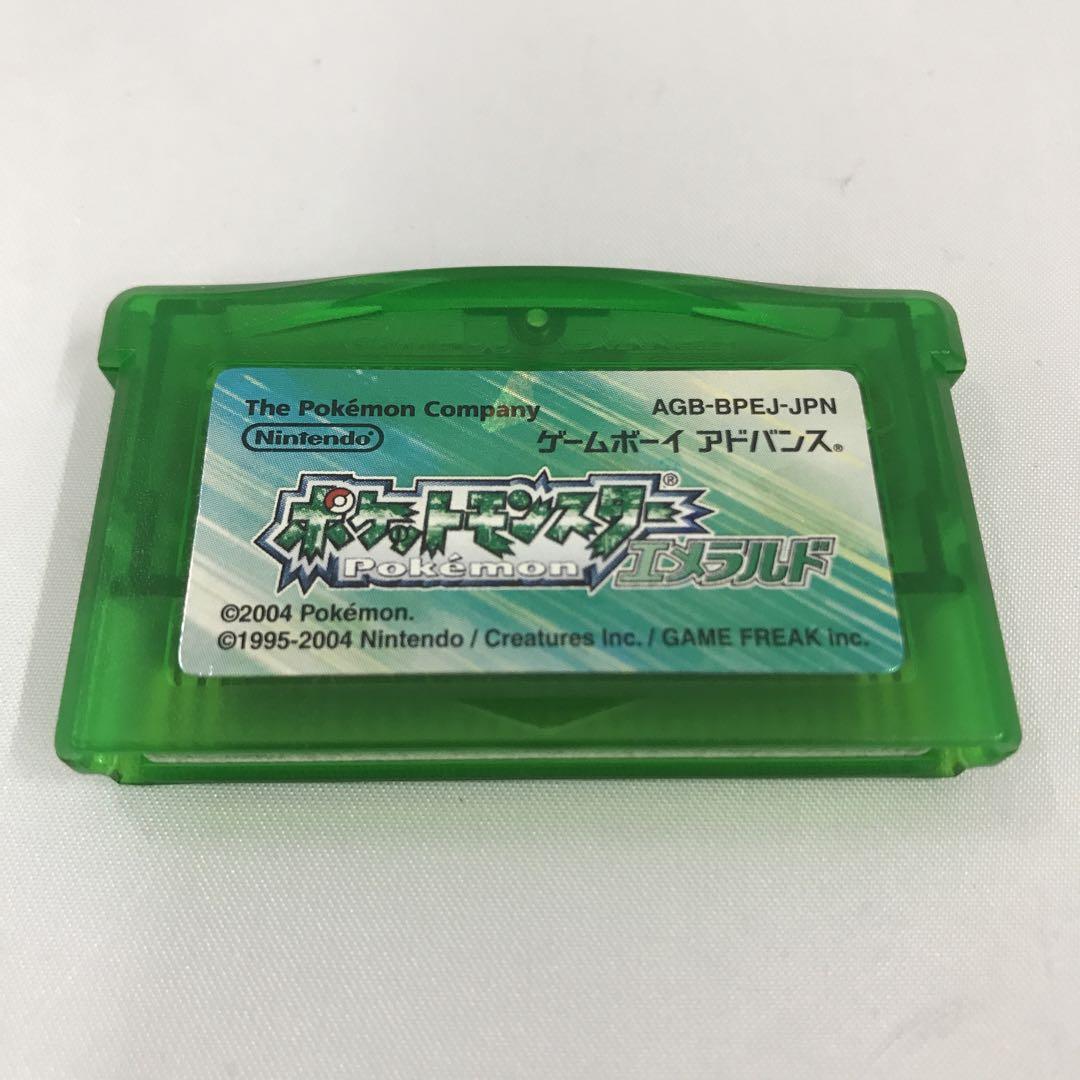 The Pokémon Company
AGB-BPEJ-JPN
Nintendo
ゲームボーイ アドバンス®
ポケットモンスター®
Pokémon
エメラルド
©2004 Pokémon.
©1995-2004 Nintendo / Creatures Inc. / GAME FREAK inc.